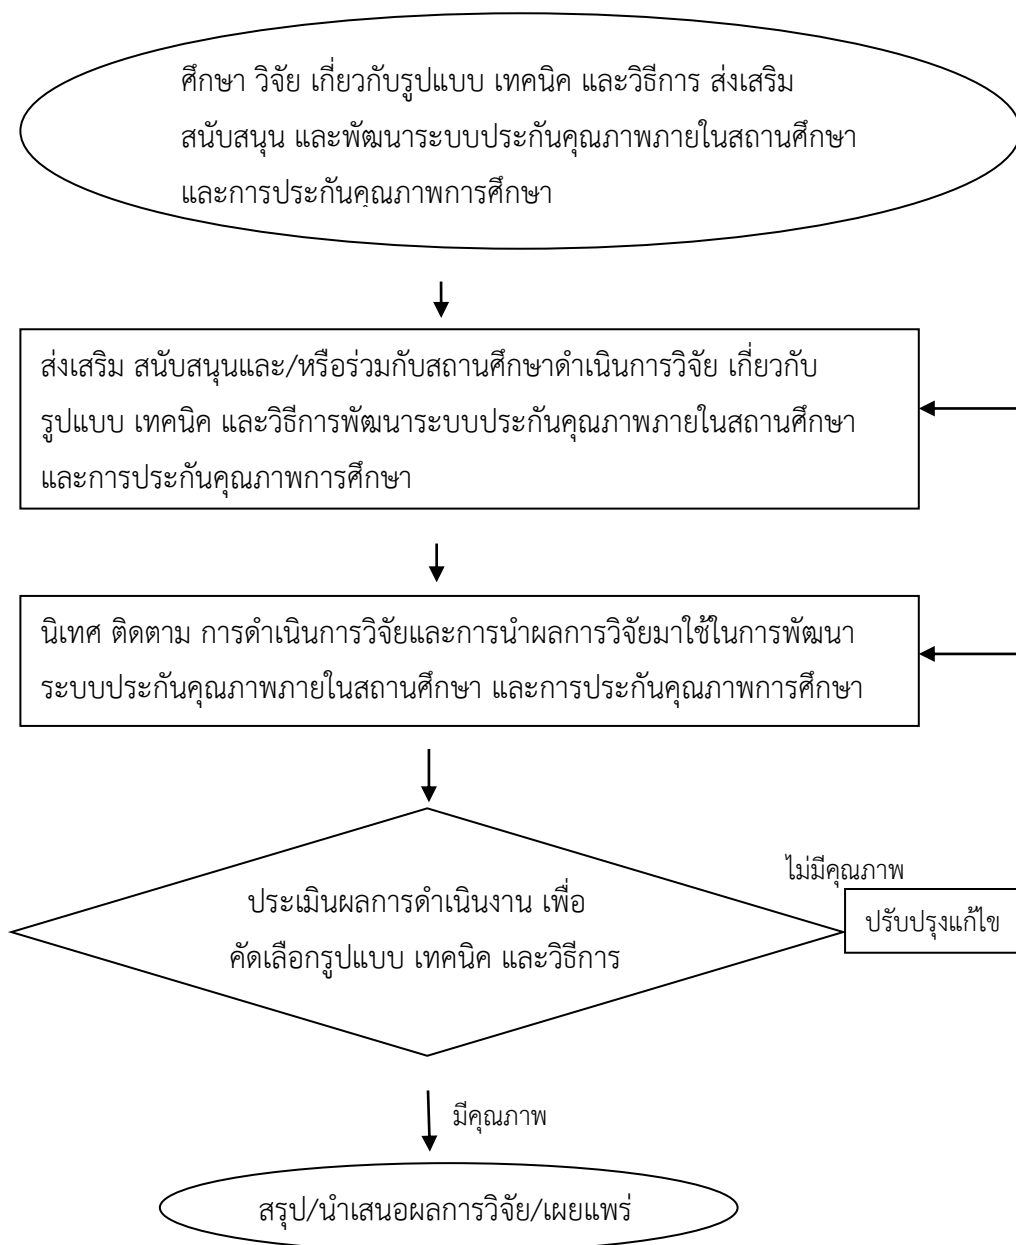 ศึกษา วิจัย เกี่ยวกับรูปแบบ เทคนิค และวิธีการ ส่งเสริม
สนับสนุน และพัฒนาระบบประกันคุณภาพภายในสถานศึกษา
และการประกันคุณภาพการศึกษา
ส่งเสริม สนับสนุนและ/หรือร่วมกับสถานศึกษาดำเนินการวิจัย เกี่ยวกับ
รูปแบบ เทคนิค และวิธีการพัฒนาระบบประกันคุณภาพภายในสถานศึกษา
และการประกันคุณภาพการศึกษา
นิเทศ ติดตาม การดำเนินการวิจัยและการนำผลการวิจัยมาใช้ในการพัฒนา
ระบบประกันคุณภาพภายในสถานศึกษา และการประกันคุณภาพการศึกษา
ประเมินผลการดำเนินงาน เพื่อ
คัดเลือกรูปแบบ เทคนิค และวิธีการ
ไม่มีคุณภาพ
ปรับปรุงแก้ไข
มีคุณภาพ
สรุป/นำเสนอผลการวิจัย/เผยแพร่